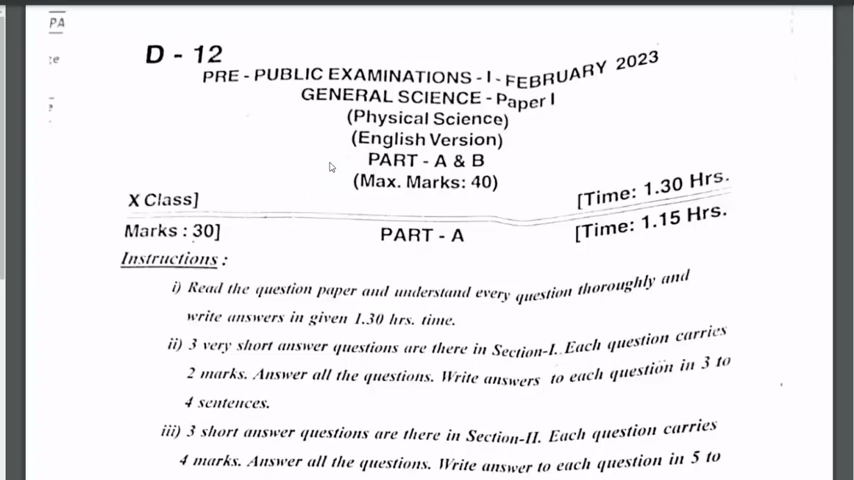 PA
D - 12
PRE - PUBLIC EXAMINATIONS - I - FEBRUARY 2023
GENERAL SCIENCE - Paper I
(Physical Science)
(English Version)
PART - A & B
(Max. Marks: 40)
X Class] [Time: 1.30 Hrs.
Marks : 30] PART - A [Time: 1.15 Hrs.
Instructions :
i) Read the question paper and understand every question thoroughly and
write answers in given 1.30 hrs. time.
ii) 3 very short answer questions are there in Section-I. Each question carries
2 marks. Answer all the questions. Write answers to each question in 3 to
4 sentences.
iii) 3 short answer questions are there in Section-II. Each question carries
4 marks. Answer all the questions. Write answer to each question in 5 to